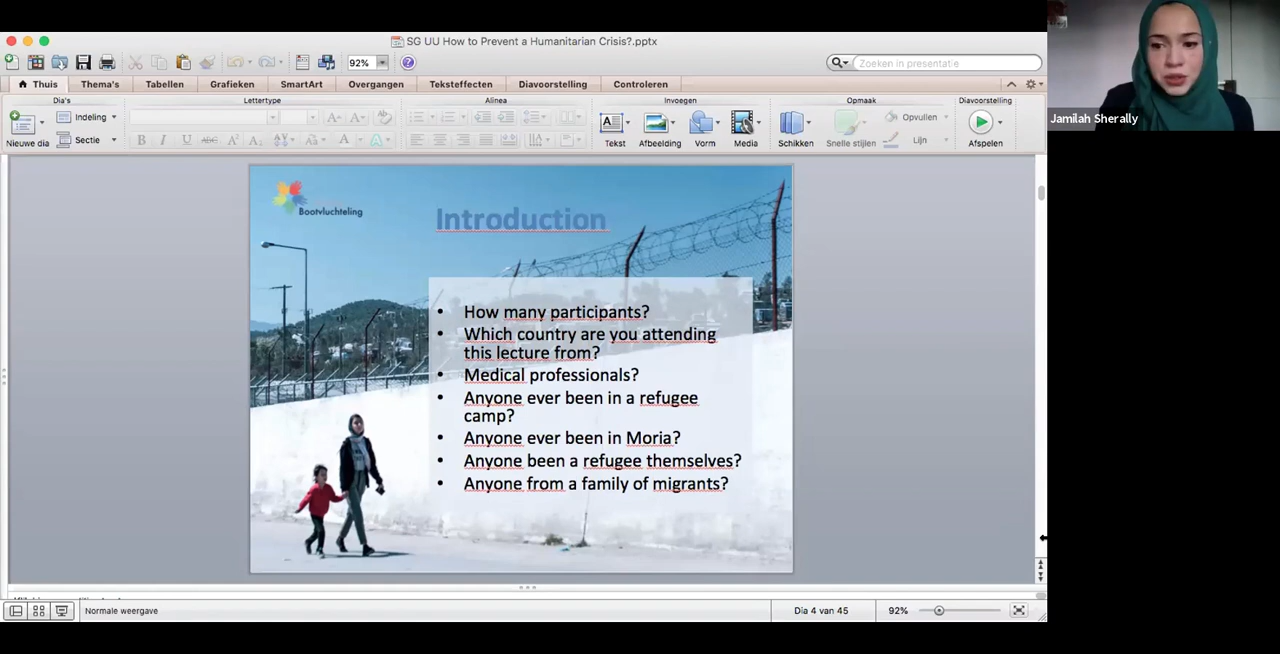 SG UU How to Prevent a Humanitarian Crisis?.pptx
92%
Zoeken in presentatie
Thuis Thema's Tabellen Grafieken SmartArt Overgangen Teksteffecten Diavoorstelling Controleren
Dia's Lettertype Alinea Invoegen Opmaak Diavoorstelling
Nieuwe dia
Indeling
Sectie
B I U ABC A² A₂
Tekst Afbeelding Vorm Media Schikken Snelle stijlen
Opvullen
Lijn
Afspelen
Jamilah Sherally
Bootvluchteling
Introduction
• How many participants?
• Which country are you attending
this lecture from?
• Medical professionals?
• Anyone ever been in a refugee
camp?
• Anyone ever been in Moria?
• Anyone been a refugee themselves?
• Anyone from a family of migrants?
Normale weergave
Dia 4 van 45
92%